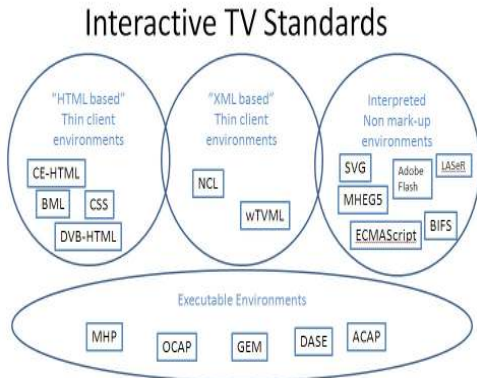 Interactive TV Standards
"HTML based"
Thin client
environments
CE-HTML
BML
CSS
DVB-HTML
"XML based"
Thin client
environments
NCL
wTVML
Interpreted
Non mark-up
environments
SVG
Adobe
Flash
LASeR
MHEG5
ECMAScript
BIFS
Executable Environments
MHP
OCAP
GEM
DASE
ACAP